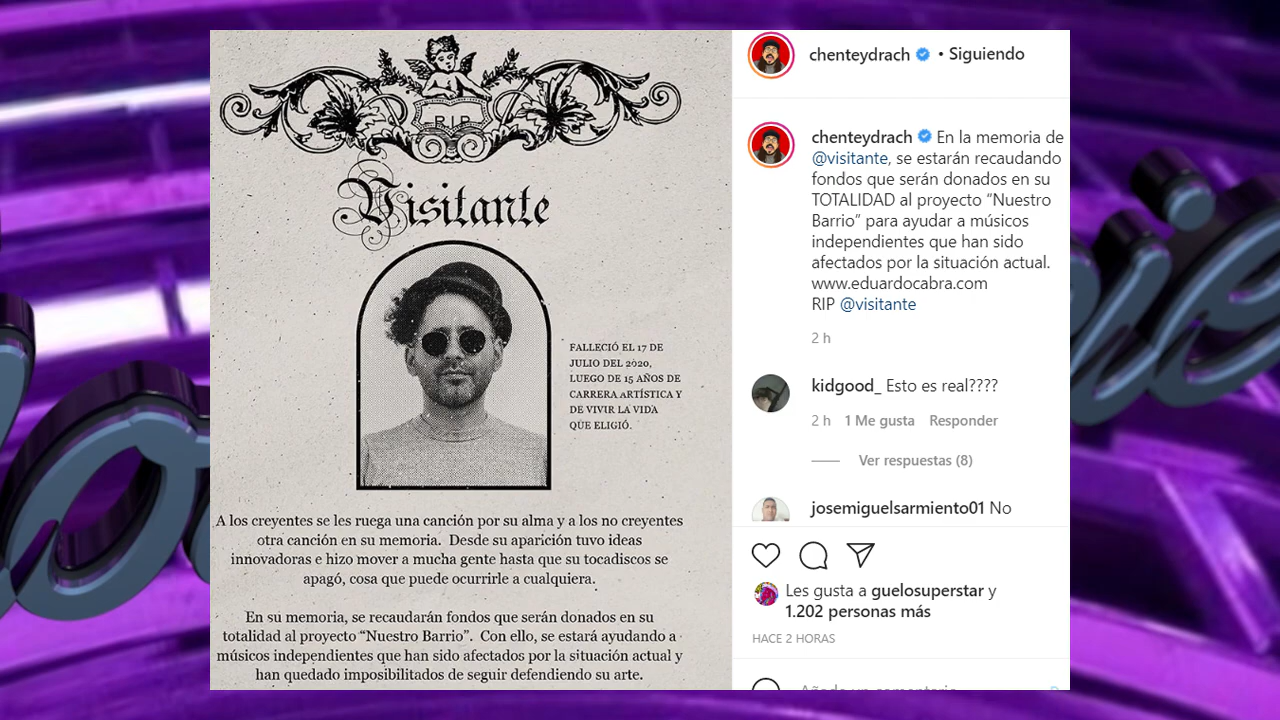 RIP
Visitante
FALLECIÓ EL 17 DE
JULIO DEL 2020,
LUEGO DE 15 AÑOS DE
CARRERA ARTÍSTICA Y
DE VIVIR LA VIDA
QUE ELIGIÓ.
A los creyentes se les ruega una canción por su alma y a los no creyentes
otra canción en su memoria. Desde su aparición tuvo ideas
innovadoras e hizo mover a mucha gente hasta que su tocadiscos se
apagó, cosa que puede ocurrirle a cualquiera.
En su memoria, se recaudarán fondos que serán donados en su
totalidad al proyecto “Nuestro Barrio”. Con ello, se estará ayudando a
músicos independientes que han sido afectados por la situación actual y
han quedado imposibilitados de seguir defendiendo su arte.
chenteydrach • Siguiendo
chenteydrach En la memoria de
@visitante, se estarán recaudando
fondos que serán donados en su
TOTALIDAD al proyecto “Nuestro
Barrio” para ayudar a músicos
independientes que han sido
afectados por la situación actual.
www.eduardocabra.com
RIP @visitante
2 h
kidgood_ Esto es real????
2 h 1 Me gusta Responder
Ver respuestas (8)
josemiguelsarmiento01 No
Les gusta a guelosuperstar y
1.202 personas más
HACE 2 HORAS